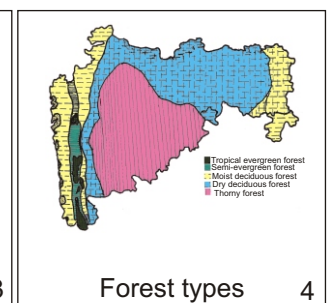 Tropical evergreen forest
Semi-evergreen forest
Moist deciduous forest
Dry deciduous forest
Thorny forest
3
Forest types 4